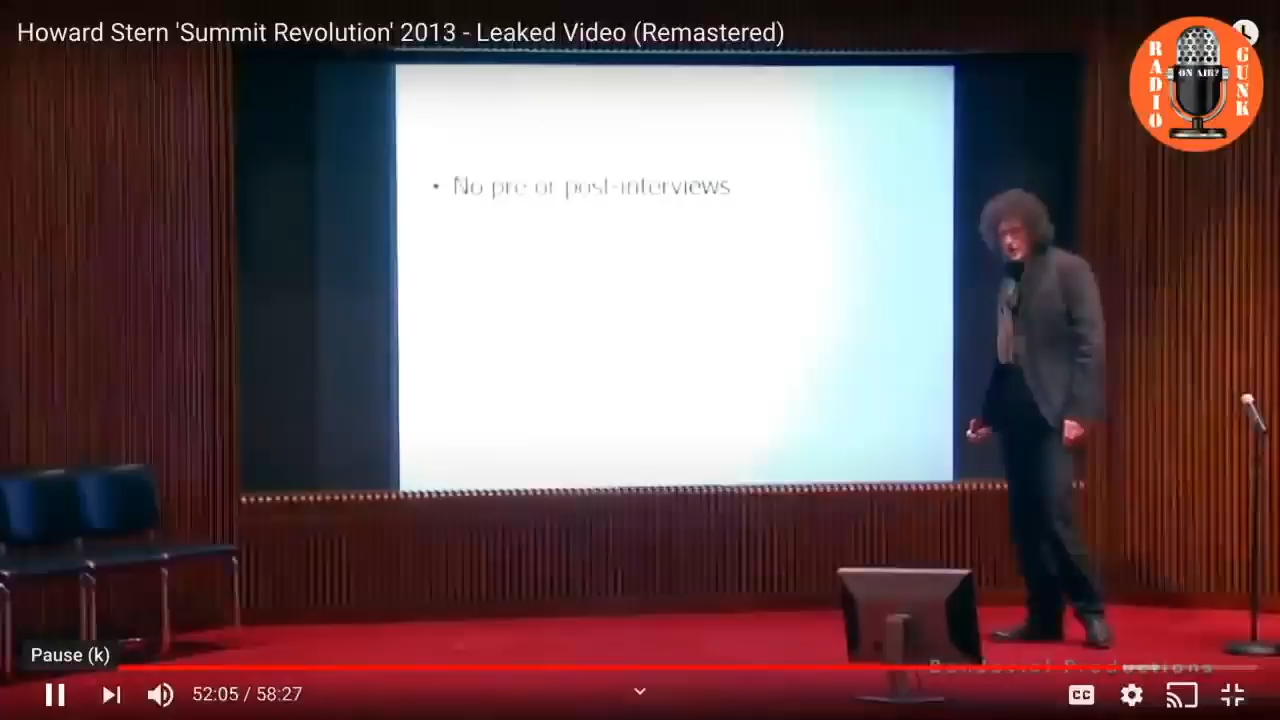 Howard Stern 'Summit Revolution' 2013 - Leaked Video (Remastered)
RADIO
ON AIR?
GUNK
• No pre or post-interviews
Pause (k)
52:05 / 58:27
CC